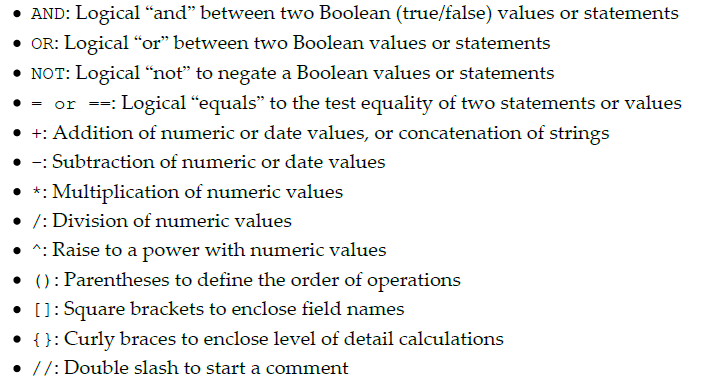 • AND: Logical “and” between two Boolean (true/false) values or statements
• OR: Logical “or” between two Boolean values or statements
• NOT: Logical “not” to negate a Boolean values or statements
• = or ==: Logical “equals” to the test equality of two statements or values
• +: Addition of numeric or date values, or concatenation of strings
• –: Subtraction of numeric or date values
• *: Multiplication of numeric values
• /: Division of numeric values
• ^: Raise to a power with numeric values
• (): Parentheses to define the order of operations
• []: Square brackets to enclose field names
• {}: Curly braces to enclose level of detail calculations
• //: Double slash to start a comment